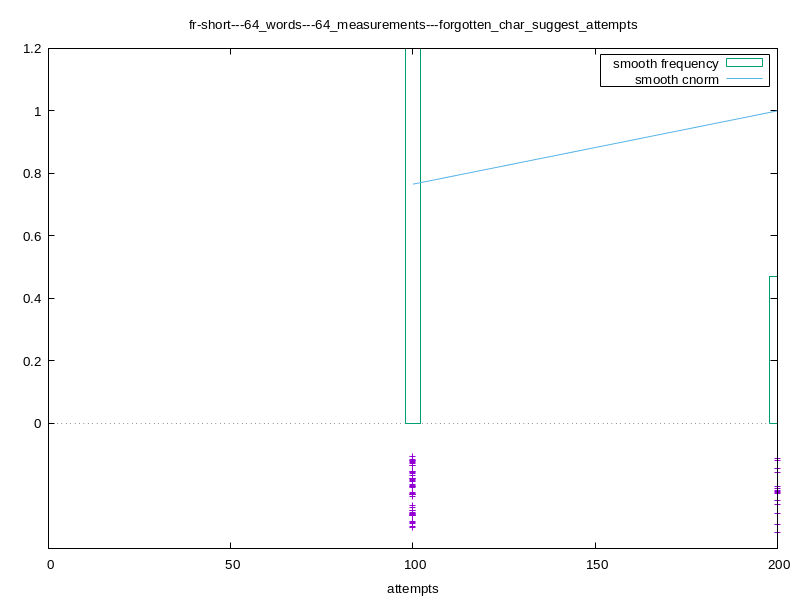 fr-short---64_words---64_measurements---forgotten_char_suggest_attempts
smooth frequency
smooth cnorm
1.2
1
0.8
0.6
0.4
0.2
0
0 50 100 150 200
attempts